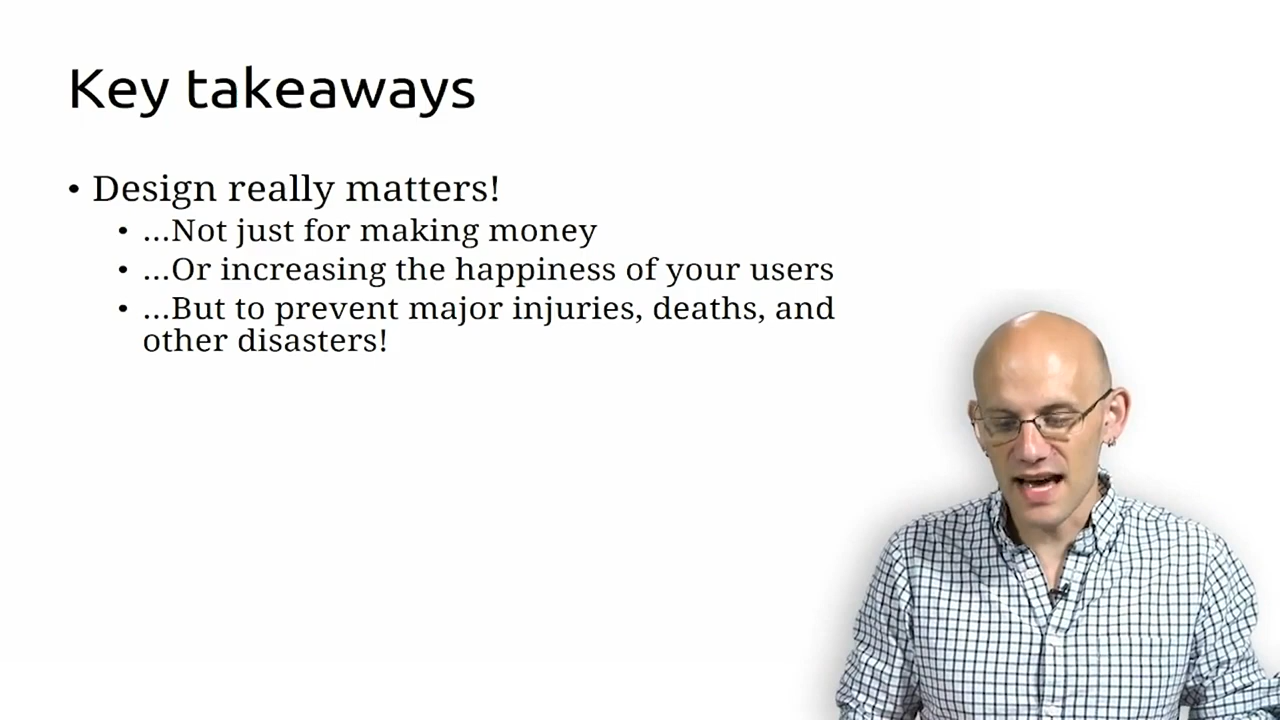 Key takeaways
• Design really matters!
• …Not just for making money
• …Or increasing the happiness of your users
• …But to prevent major injuries, deaths, and
other disasters!